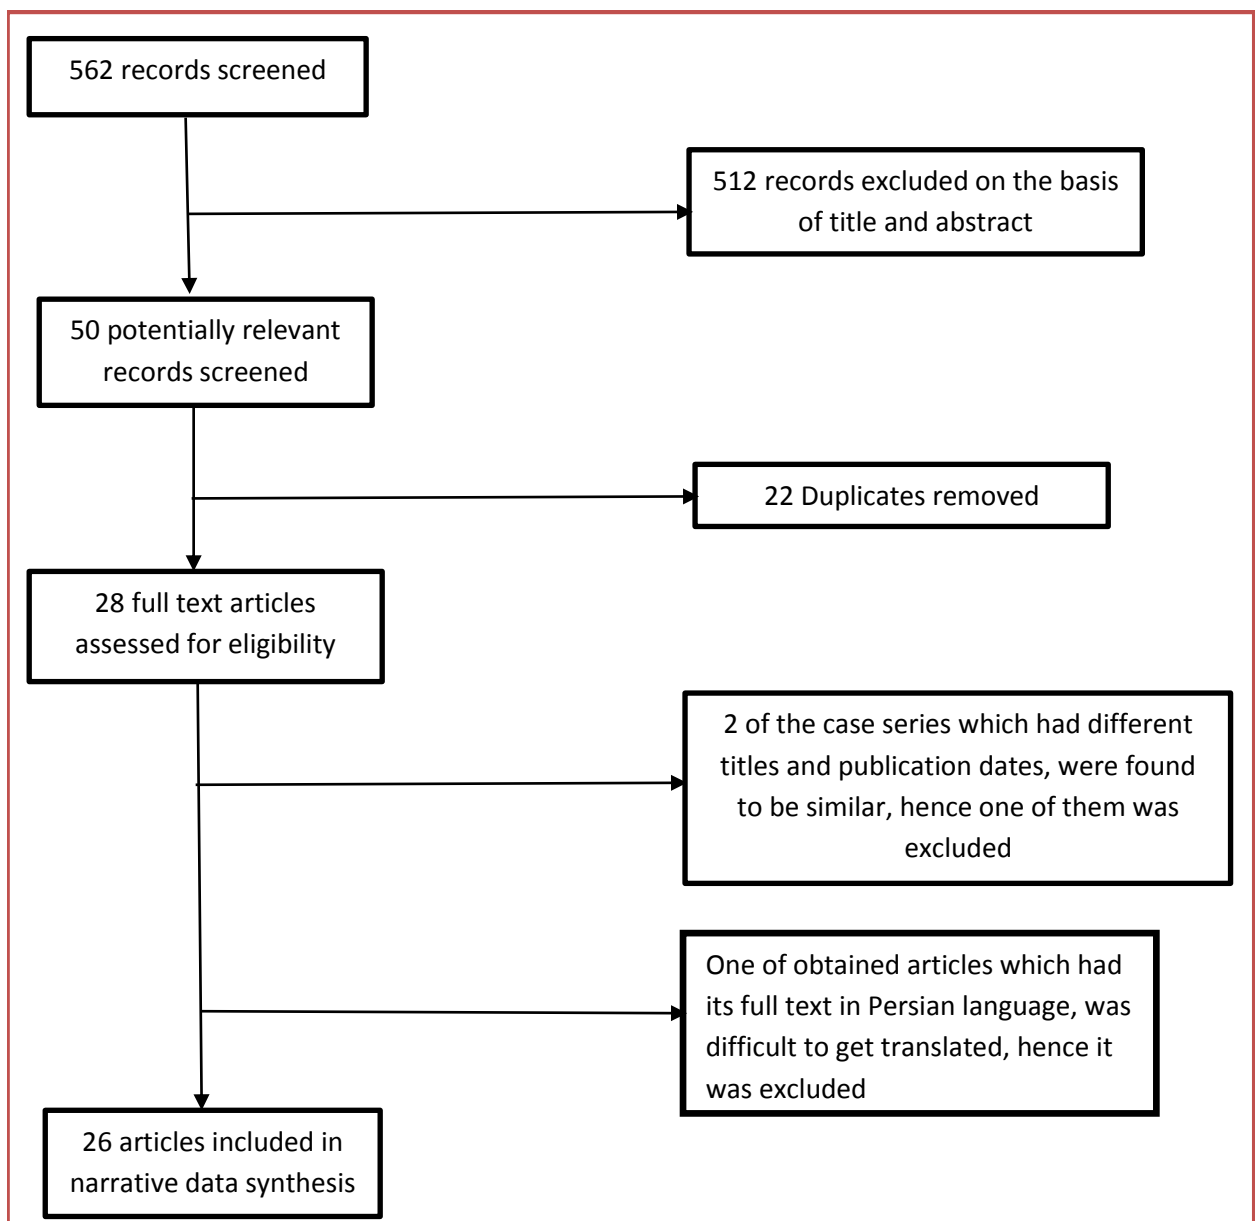 562 records screened
512 records excluded on the basis
of title and abstract
50 potentially relevant
records screened
22 Duplicates removed
28 full text articles
assessed for eligibility
2 of the case series which had different
titles and publication dates, were found
to be similar, hence one of them was
excluded
One of obtained articles which had
its full text in Persian language, was
difficult to get translated, hence it
was excluded
26 articles included in
narrative data synthesis